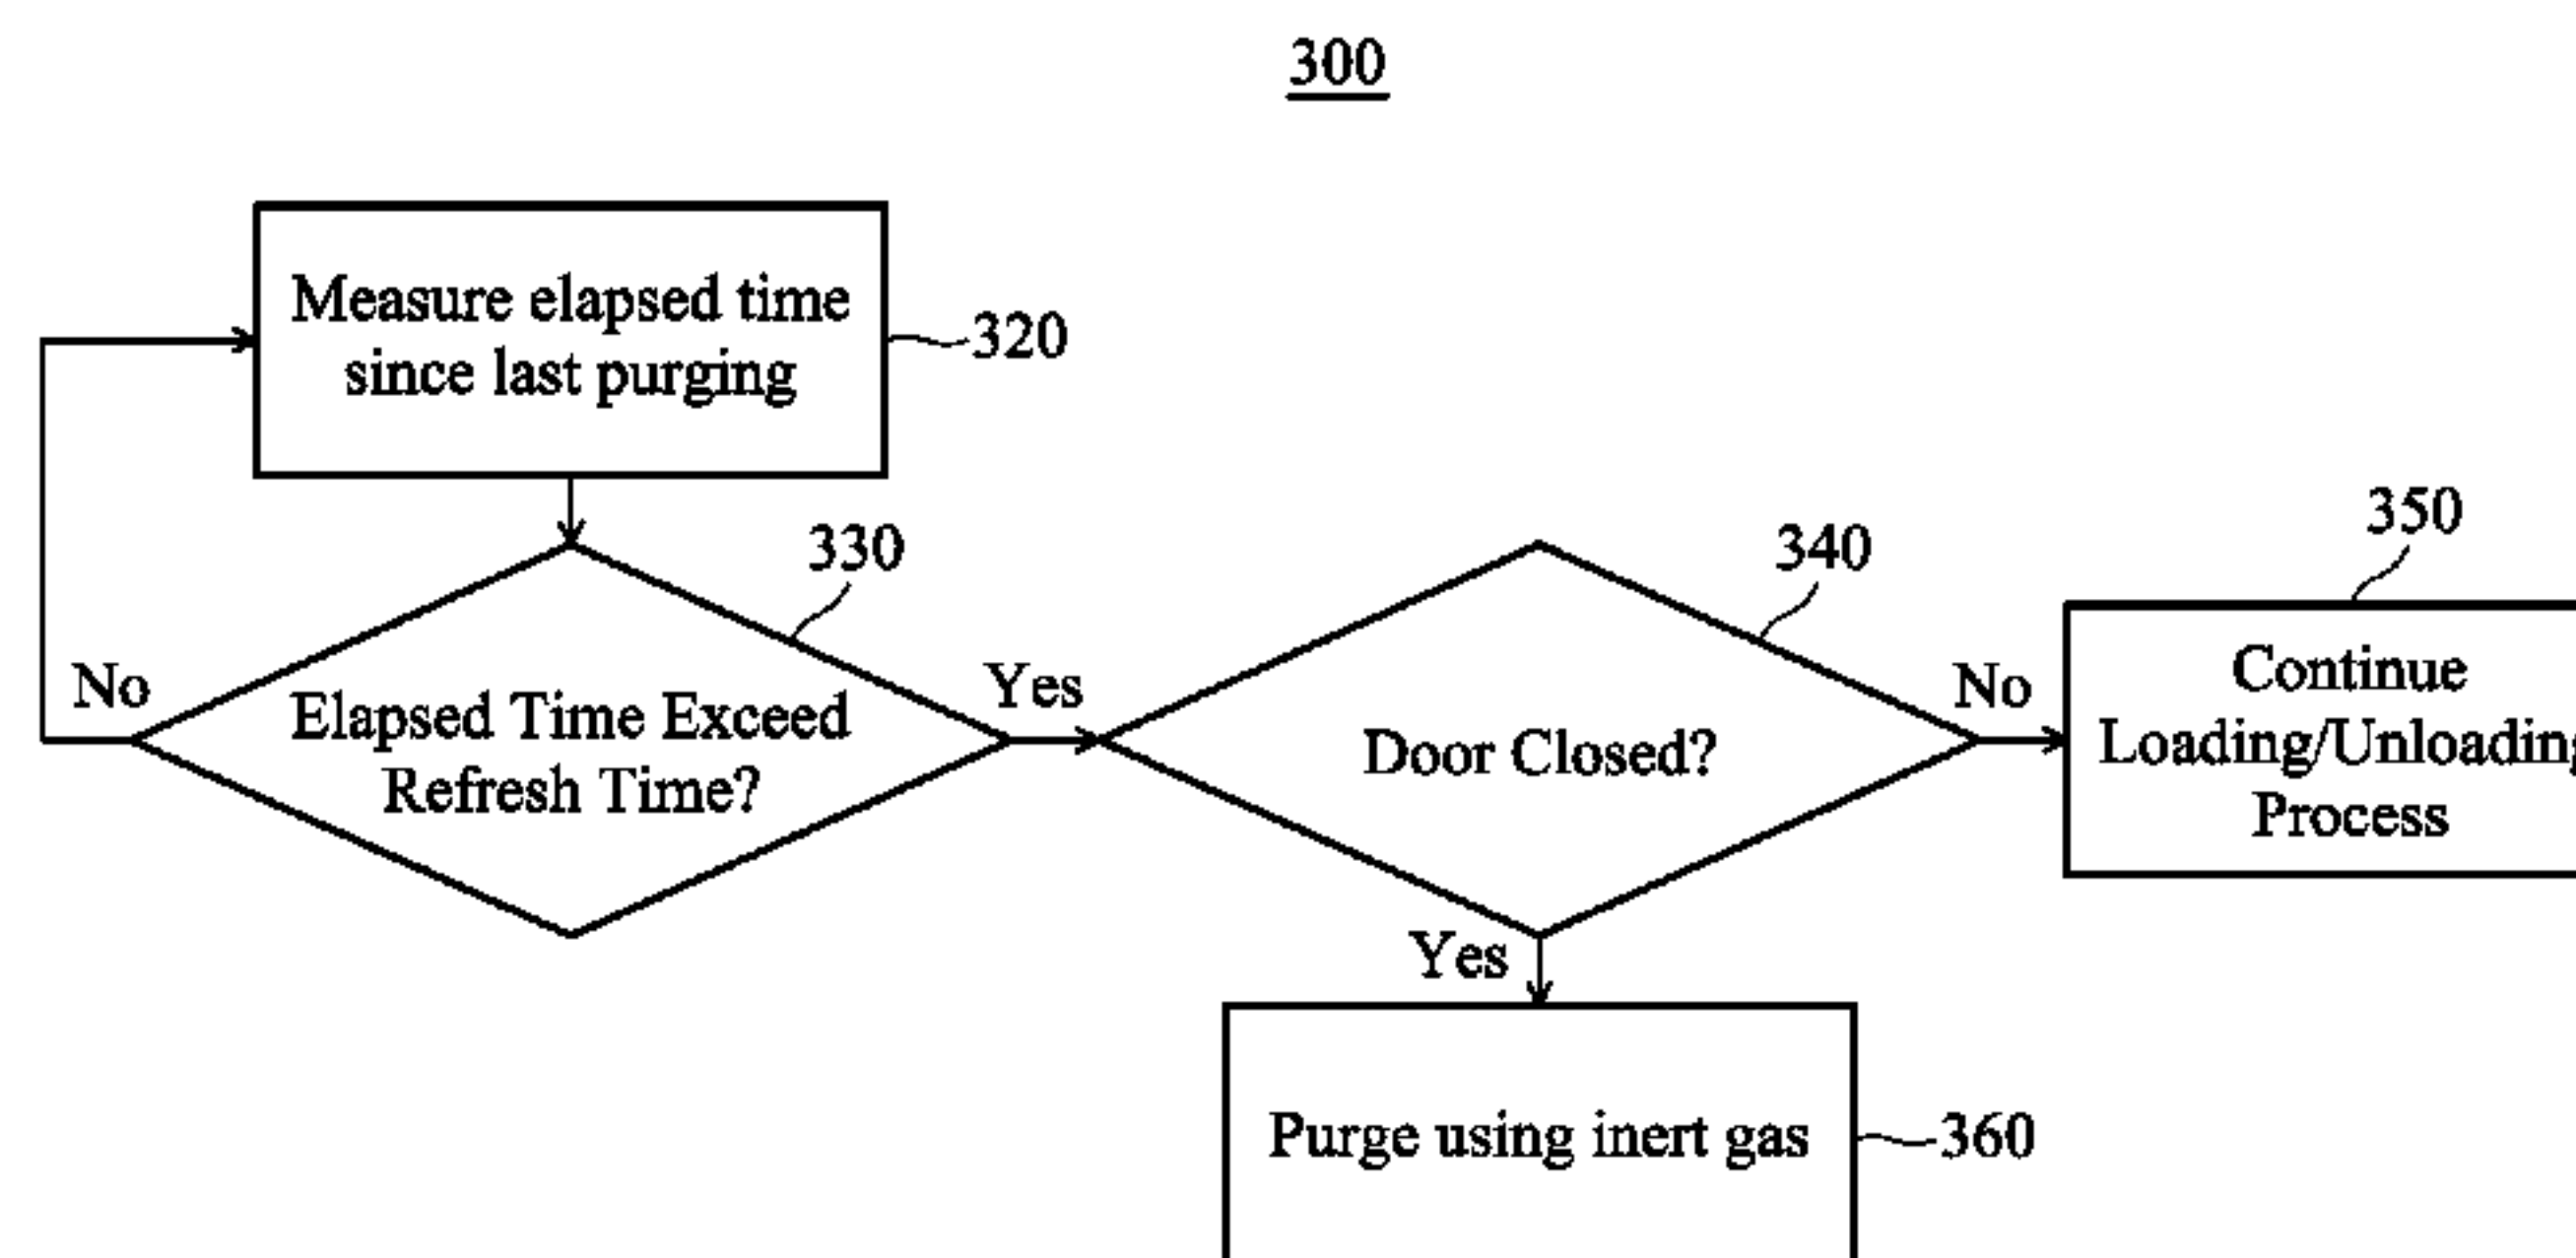 300
Measure elapsed time
since last purging
320
330
No
Elapsed Time Exceed
Refresh Time?
Yes
340
Door Closed?
No
350
Continue
Loading/Unloading
Process
Yes
Purge using inert gas
360